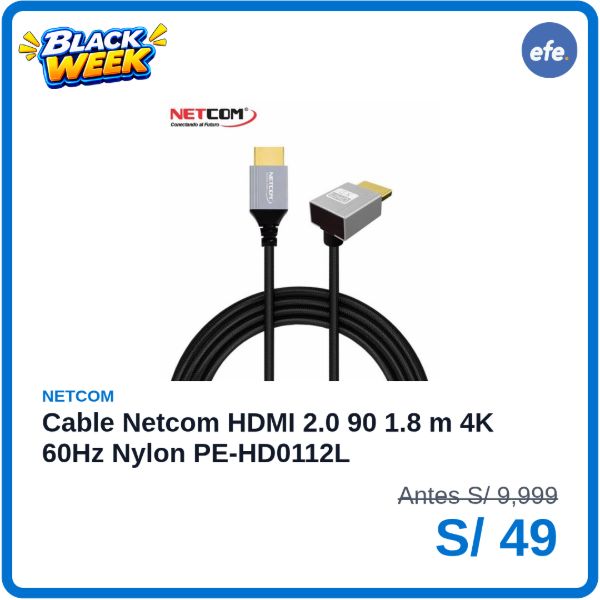 BLACK
WEEK
efe.
NETCOM
Conectando al Futuro
NETCOM
NETCOM
Cable Netcom HDMI 2.0 90 1.8 m 4K
60Hz Nylon PE-HD0112L
Antes S/ 9,999
S/ 49